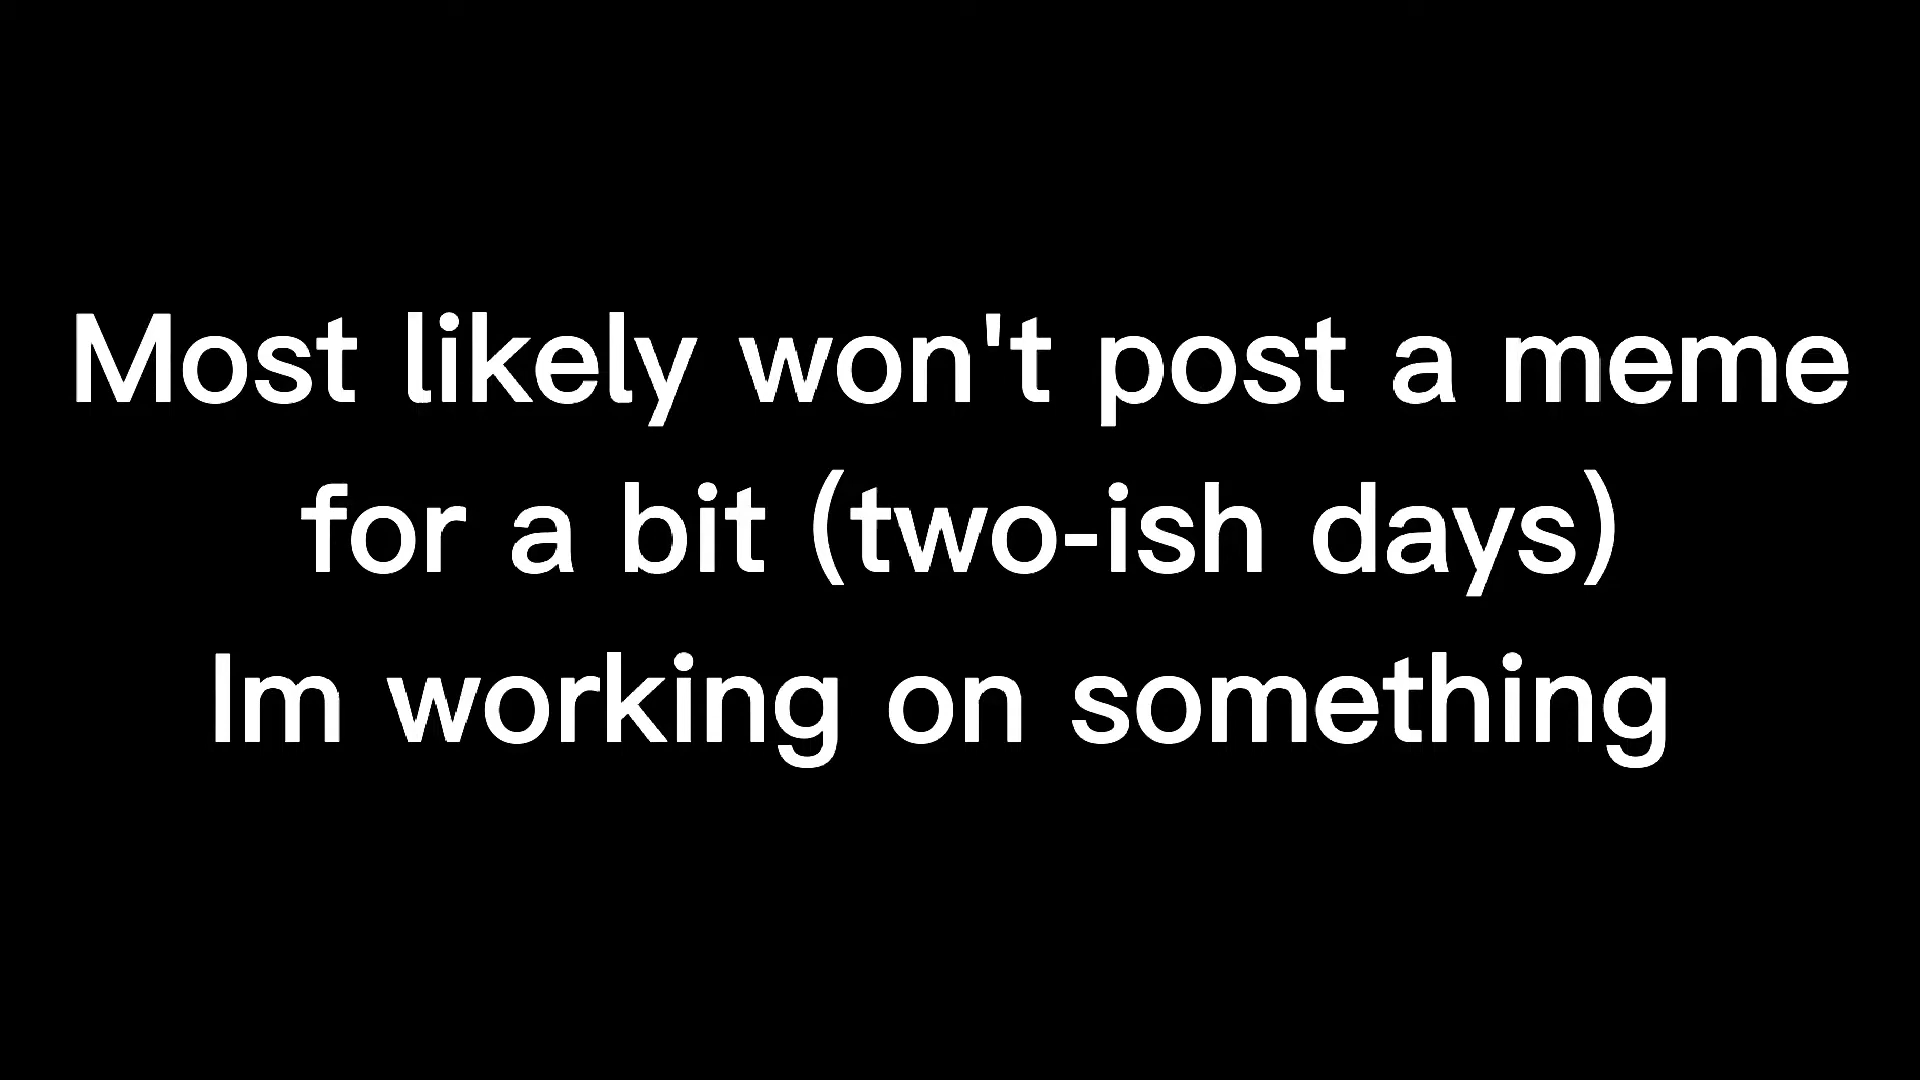 Most likely won't post a meme
for a bit (two-ish days)
Im working on something